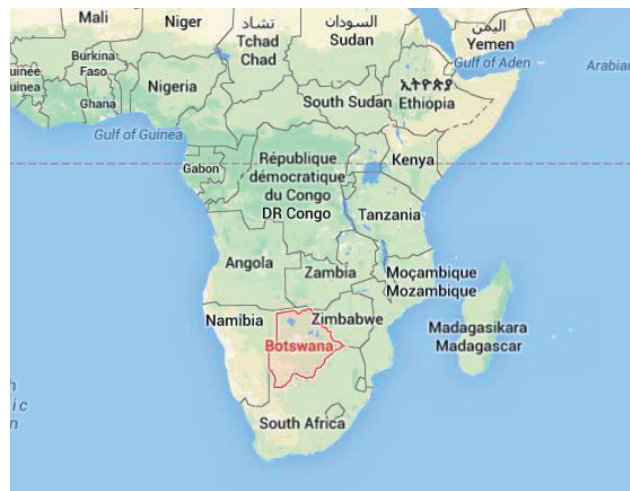 Mali
Niger
تشاد
Tchad
Chad
السودان
Sudan
اليمن
Yemen
Gulf of Aden
Arabian
Burkina
Faso
uinée
uinea
Ghana
Nigeria
South Sudan
ኢትዮጵያ
Ethiopia
Gulf of Guinea
Gabon
République
démocratique
du Congo
DR Congo
Kenya
Tanzania
Angola
Zambia
Moçambique
Mozambique
Namibia
Zimbabwe
Botswana
Madagasikara
Madagascar
South Africa
h
ic
n